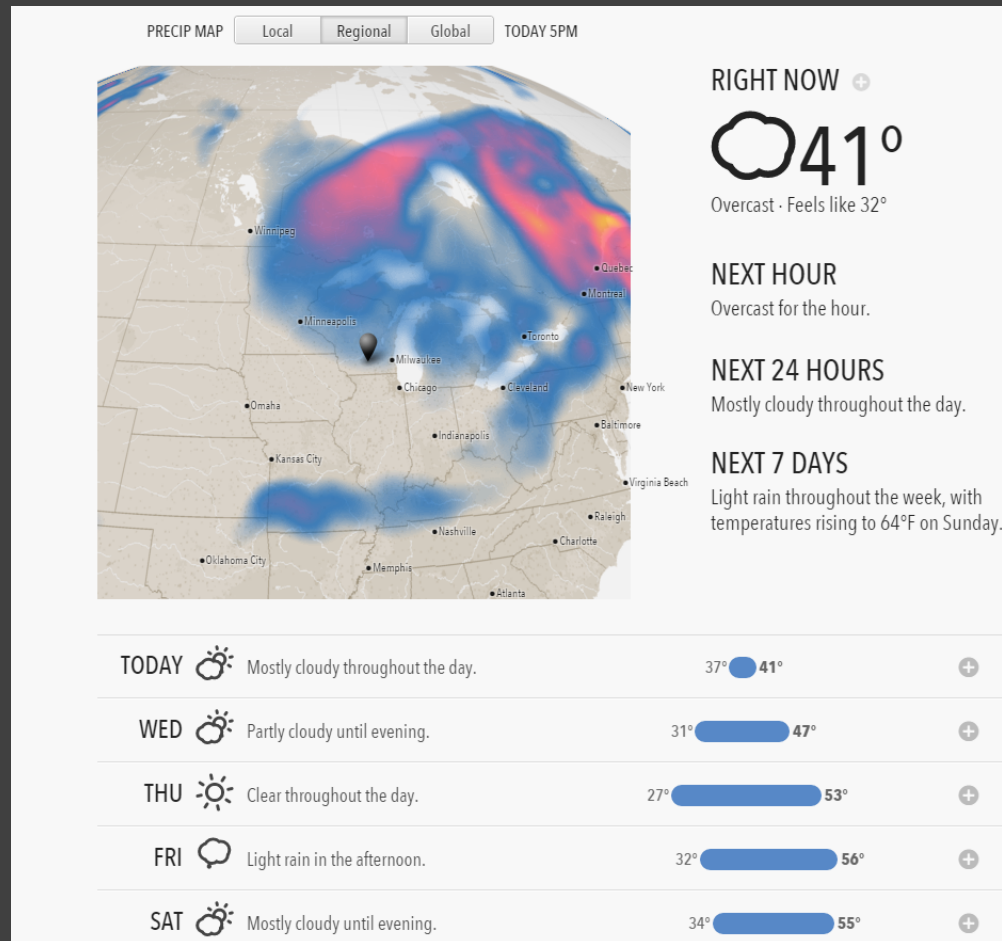 PRECIP MAP Local Regional Global TODAY 5PM
Winnipeg
Quebec
Montreal
Minneapolis
Toronto
Milwaukee
Chicago
Cleveland
New York
Omaha
Baltimore
Indianapolis
Kansas City
Virginia Beach
Raleigh
Nashville
Charlotte
Oklahoma City
Memphis
Atlanta
RIGHT NOW
41°
Overcast · Feels like 32°
NEXT HOUR
Overcast for the hour.
NEXT 24 HOURS
Mostly cloudy throughout the day.
NEXT 7 DAYS
Light rain throughout the week, with
temperatures rising to 64°F on Sunday.
TODAY Mostly cloudy throughout the day. 37° 41°
WED Partly cloudy until evening. 31° 47°
THU Clear throughout the day. 27° 53°
FRI Light rain in the afternoon. 32° 56°
SAT Mostly cloudy until evening. 34° 55°